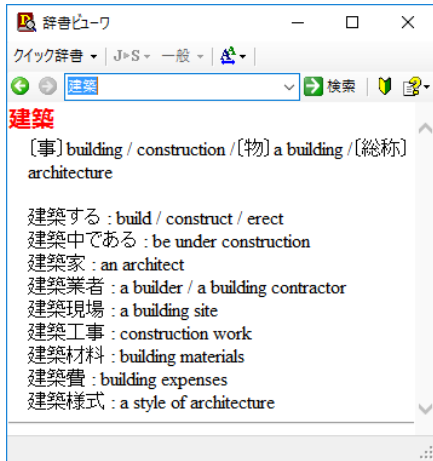 辞書ビューワ
クイック辞書 J▶S 一般
建築 検索
建築
〔事〕building / construction /〔物〕a building /〔総称〕
architecture
建築する : build / construct / erect
建築中である : be under construction
建築家 : an architect
建築業者 : a builder / a building contractor
建築現場 : a building site
建築工事 : construction work
建築材料 : building materials
建築費 : building expenses
建築様式 : a style of architecture